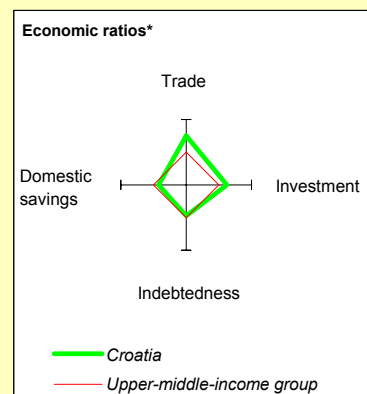 Economic ratios*
Trade
Domestic
savings
Investment
Indebtedness
Croatia
Upper-middle-income group